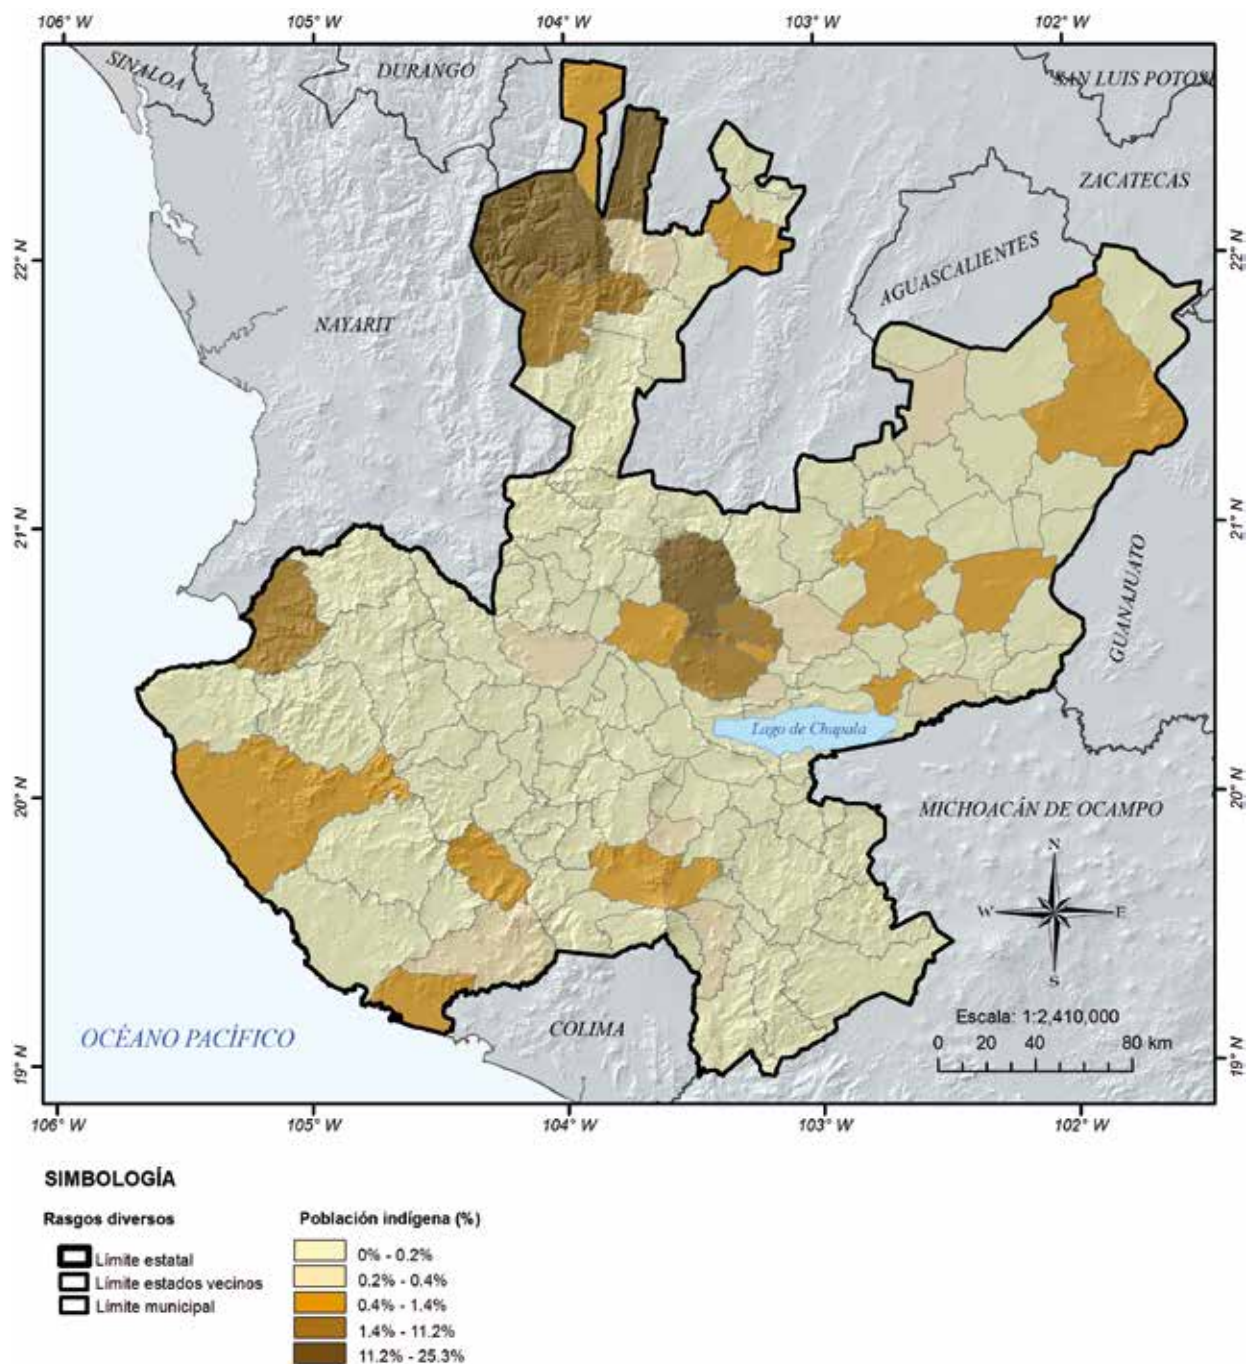 106° W 105° W 104° W 103° W 102° W
SINALOA
DURANGO
SAN LUIS POTOSÍ
ZACATECAS
22° N
22° N
AGUASCALIENTES
NAYARIT
21° N
21° N
GUANAJUATO
Lago de Chapala
20° N
20° N
MICHOACÁN DE OCAMPO
N
W
E
S
Escala: 1:2,410,000
0 20 40 80 km
COLIMA
OCÉANO PACÍFICO
19° N
19° N
106° W 105° W 104° W 103° W 102° W
SIMBOLOGÍA
Rasgos diversos
Límite estatal
Límite estados vecinos
Límite municipal
Población indígena (%)
0% - 0.2%
0.2% - 0.4%
0.4% - 1.4%
1.4% - 11.2%
11.2% - 25.3%